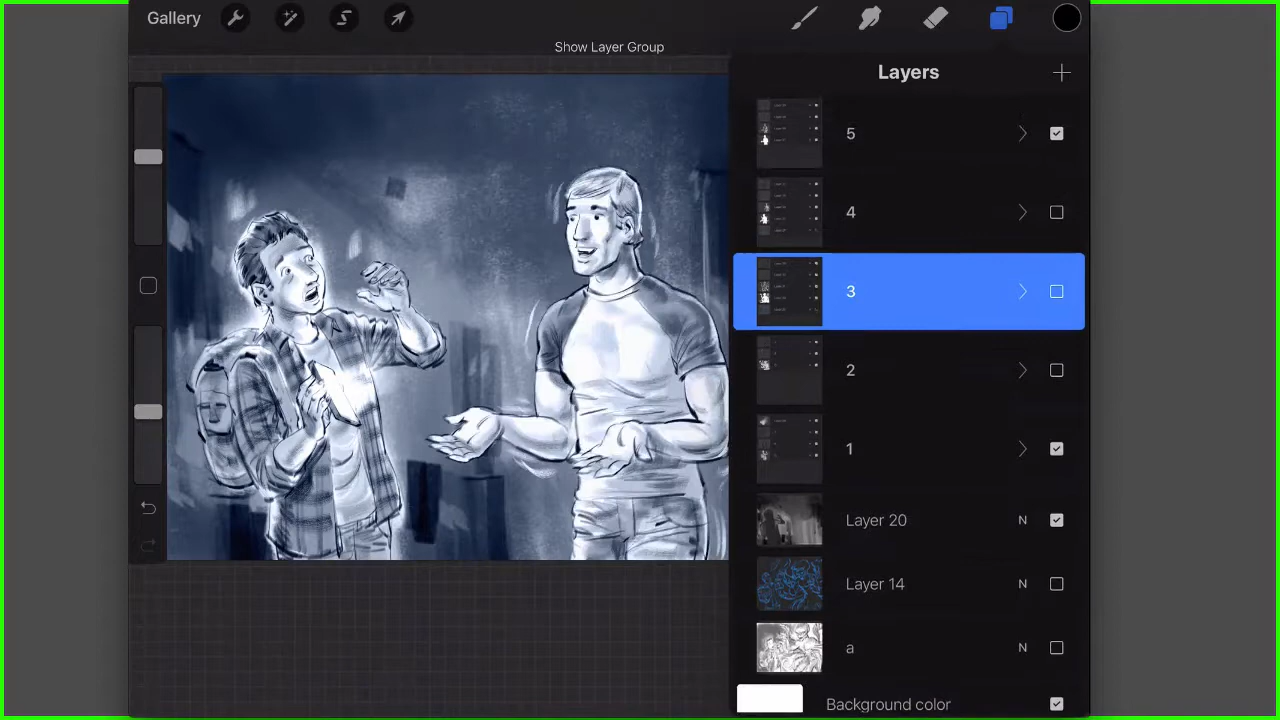 Gallery
Show Layer Group
Layers
5
4
3
2
1
Layer 20 N
Layer 14 N
a N
Background color